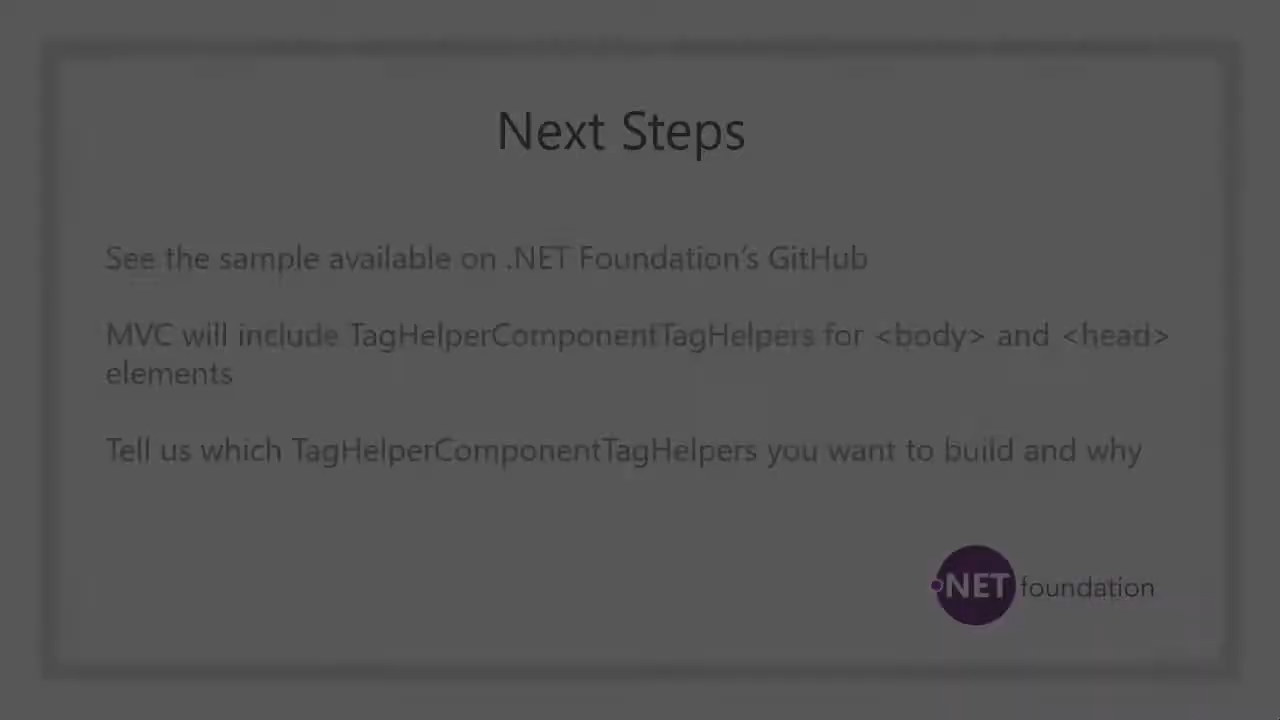 Next Steps
See the sample available on .NET Foundation's GitHub
MVC will include TagHelperComponentTagHelpers for <body> and <head>
elements
Tell us which TagHelperComponentTagHelpers you want to build and why
.NET foundation